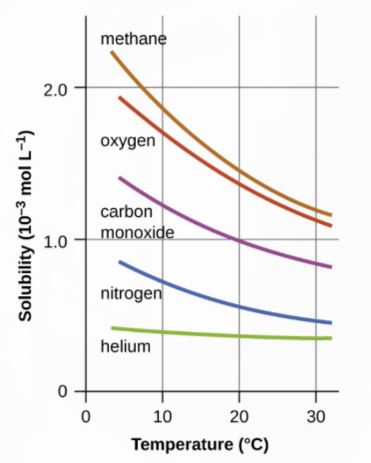 methane
2.0
oxygen
carbon
monoxide
1.0
nitrogen
helium
0
0 10 20 30
Temperature (°C)
Solubility (10⁻³ mol L⁻¹)